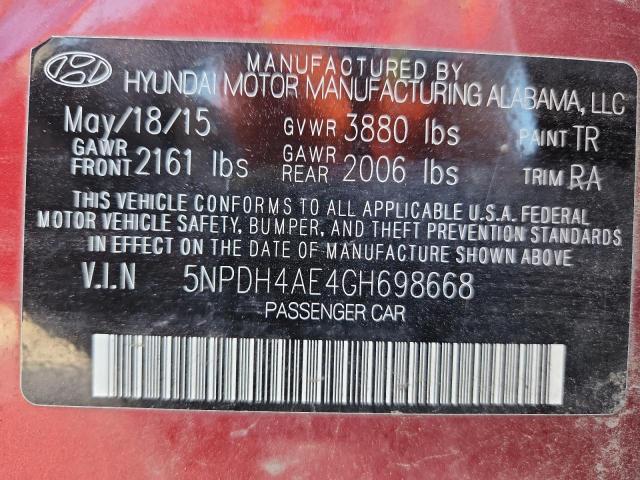 MANUFACTURED BY
HYUNDAI MOTOR MANUFACTURING ALABAMA, LLC
May/18/15 GVWR 3880 lbs PAINT TR
GAWR FRONT 2161 lbs GAWR REAR 2006 lbs TRIM RA
THIS VEHICLE CONFORMS TO ALL APPLICABLE U.S.A. FEDERAL
MOTOR VEHICLE SAFETY, BUMPER, AND THEFT PREVENTION STANDARDS
IN EFFECT ON THE DATE OF MANUFACTURE SHOWN ABOVE
V.I.N 5NPDH4AE4GH698668
PASSENGER CAR